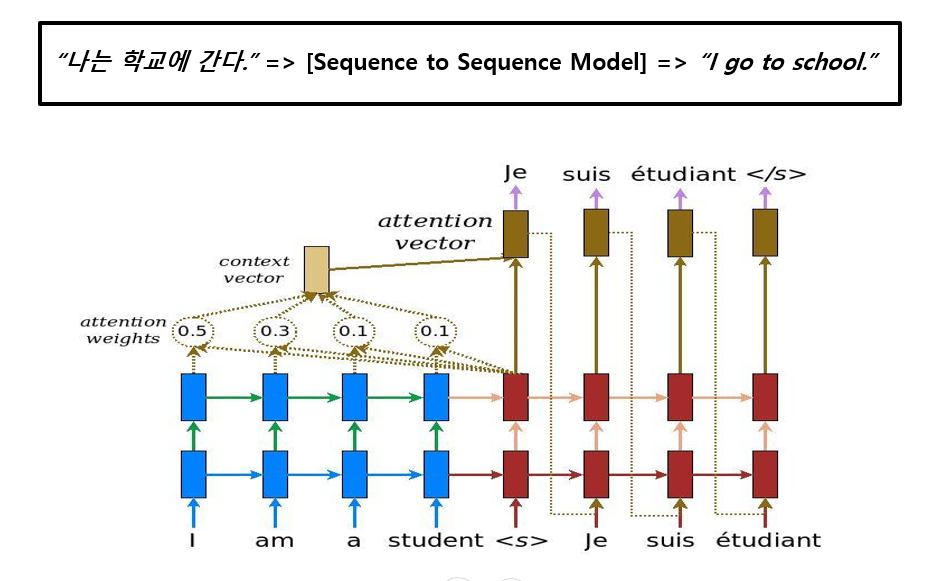 “나는 학교에 간다.” => [Sequence to Sequence Model] => “I go to school.”
Je suis étudiant </s>
attention
vector
context
vector
attention
weights
0.5 0.3 0.1 0.1
I am a student <s> Je suis étudiant